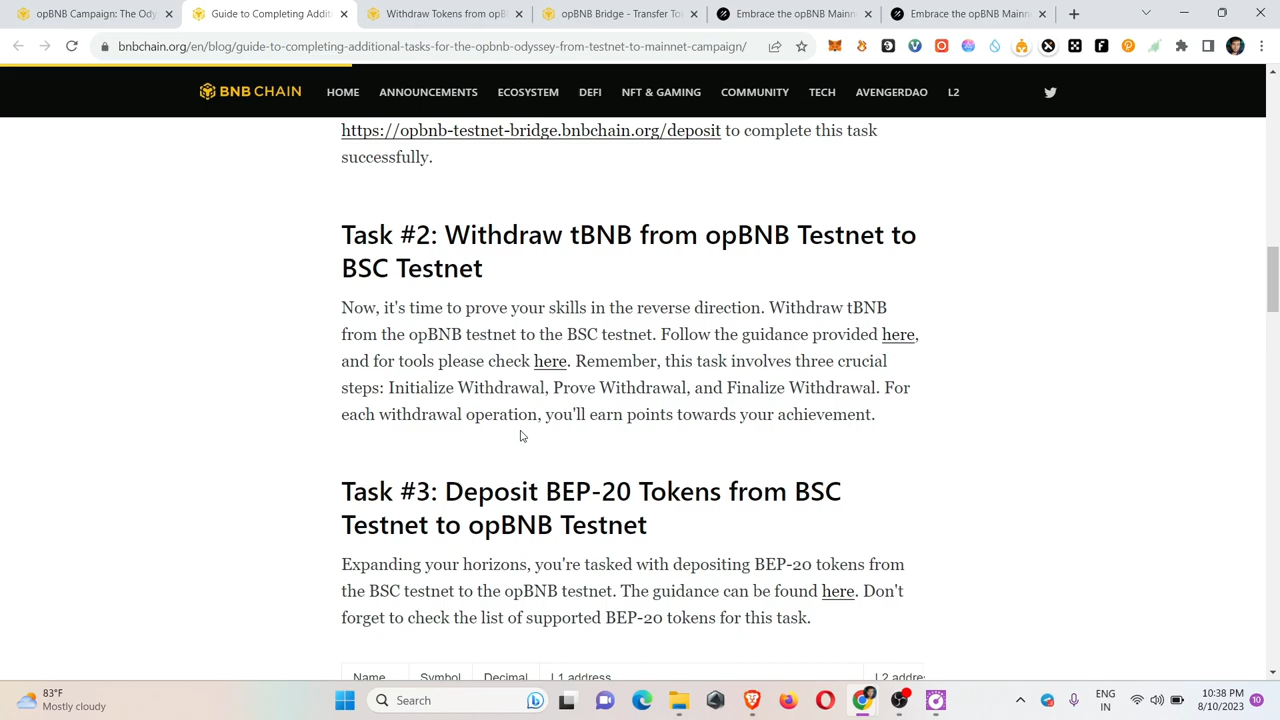 opBNB Campaign: The Ody
Guide to Completing Additi
Withdraw Tokens from opB
opBNB Bridge - Transfer To
Embrace the opBNB Mainn
Embrace the opBNB Mainn
bnbchain.org/en/blog/guide-to-completing-additional-tasks-for-the-opbnb-odyssey-from-testnet-to-mainnet-campaign/
BNB CHAIN HOME ANNOUNCEMENTS ECOSYSTEM DEFI NFT & GAMING COMMUNITY TECH AVENGERDAO L2
https://opbnb-testnet-bridge.bnbchain.org/deposit to complete this task
successfully.
Task #2: Withdraw tBNB from opBNB Testnet to
BSC Testnet
Now, it's time to prove your skills in the reverse direction. Withdraw tBNB
from the opBNB testnet to the BSC testnet. Follow the guidance provided here,
and for tools please check here. Remember, this task involves three crucial
steps: Initialize Withdrawal, Prove Withdrawal, and Finalize Withdrawal. For
each withdrawal operation, you'll earn points towards your achievement.
Task #3: Deposit BEP-20 Tokens from BSC
Testnet to opBNB Testnet
Expanding your horizons, you're tasked with depositing BEP-20 tokens from
the BSC testnet to the opBNB testnet. The guidance can be found here. Don't
forget to check the list of supported BEP-20 tokens for this task.
Name Symbol Decimal L1 address L2 addre
83°F
Mostly cloudy
Search
ENG
IN
10:38 PM
8/10/2023
10